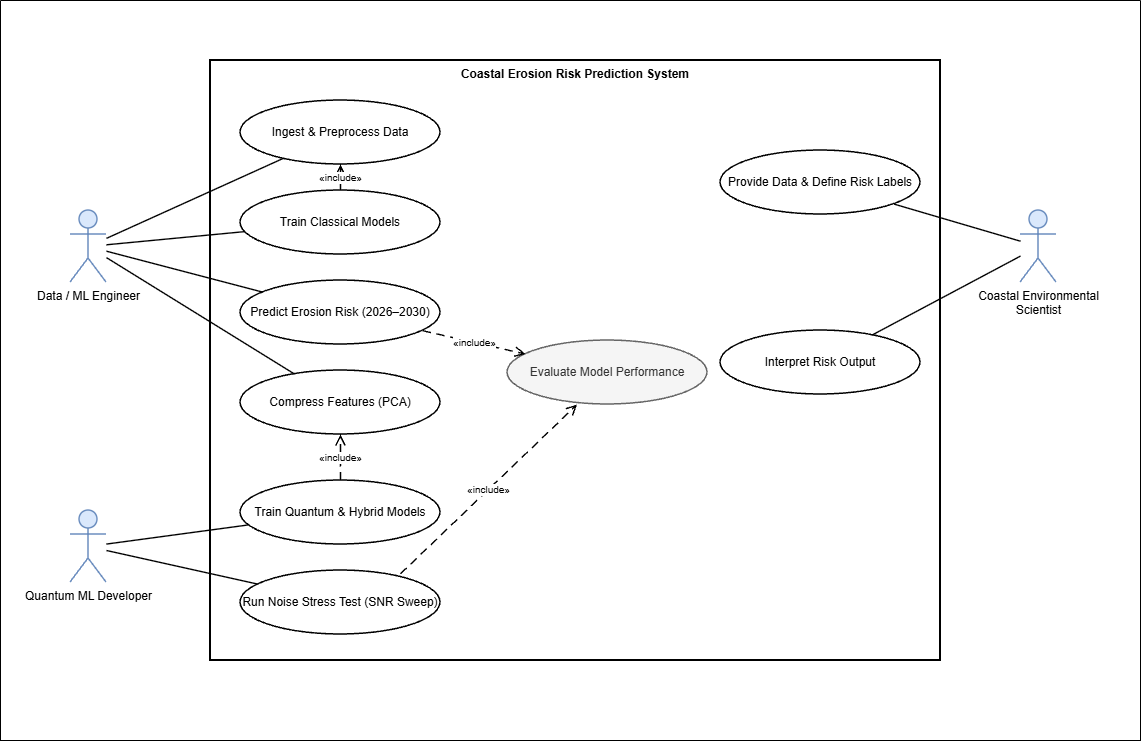 Coastal Erosion Risk Prediction System
Ingest & Preprocess Data
«include»
Train Classical Models
Predict Erosion Risk (2026–2030)
«include»
Evaluate Model Performance
Compress Features (PCA)
«include»
Train Quantum & Hybrid Models
«include»
Run Noise Stress Test (SNR Sweep)
Provide Data & Define Risk Labels
Interpret Risk Output
Data / ML Engineer
Quantum ML Developer
Coastal Environmental
Scientist